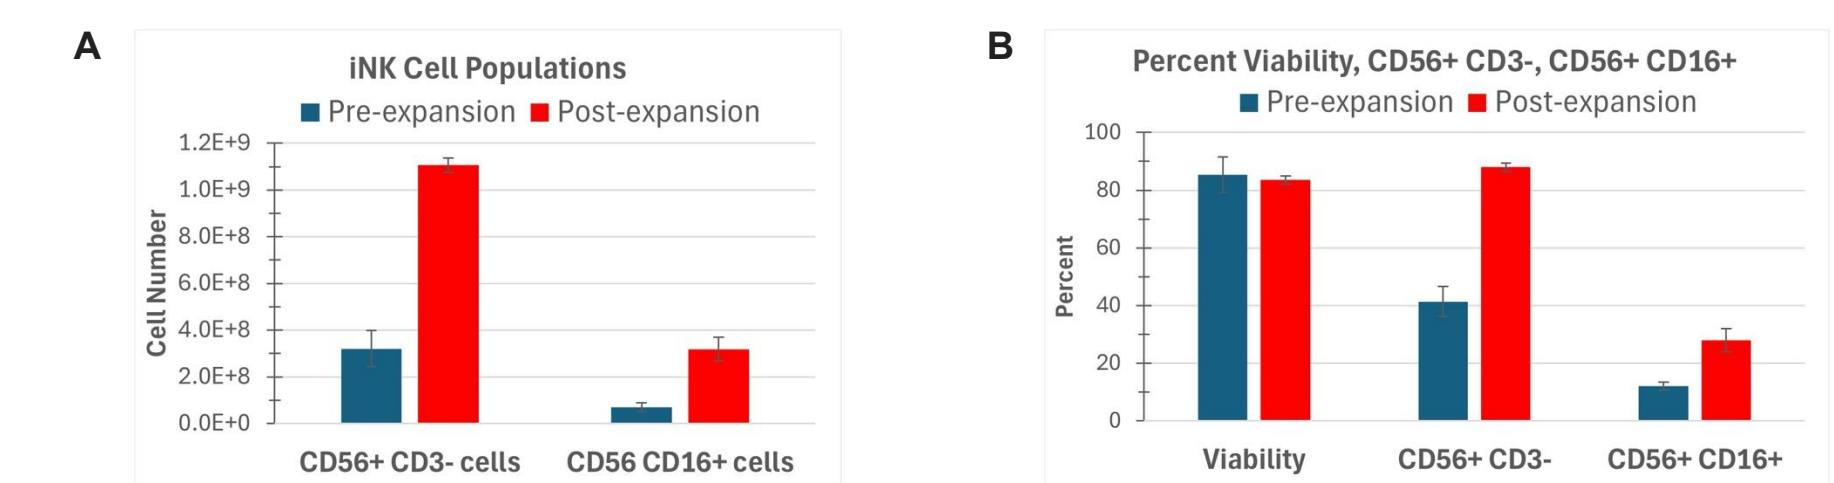 A
iNK Cell Populations
Pre-expansion Post-expansion
1.2E+9
1.0E+9
8.0E+8
6.0E+8
4.0E+8
2.0E+8
0.0E+0
Cell Number
CD56+ CD3- cells CD56 CD16+ cells
B
Percent Viability, CD56+ CD3-, CD56+ CD16+
Pre-expansion Post-expansion
100
80
60
40
20
0
Percent
Viability CD56+ CD3- CD56+ CD16+